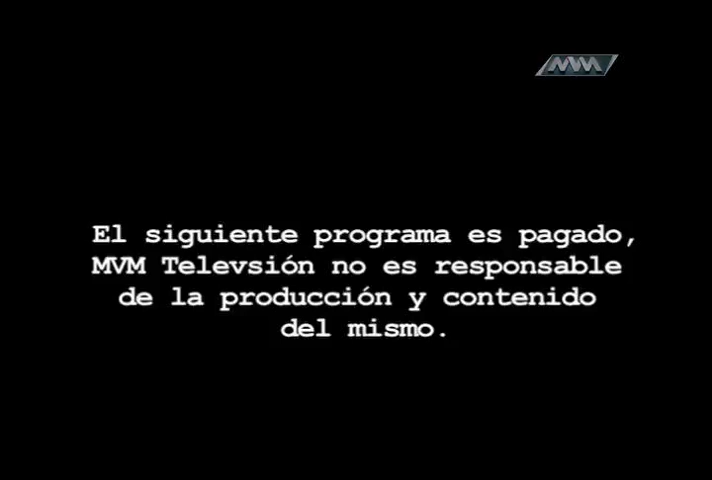 MVM
El siguiente programa es pagado,
MVM Televsión no es responsable
de la producción y contenido
del mismo.